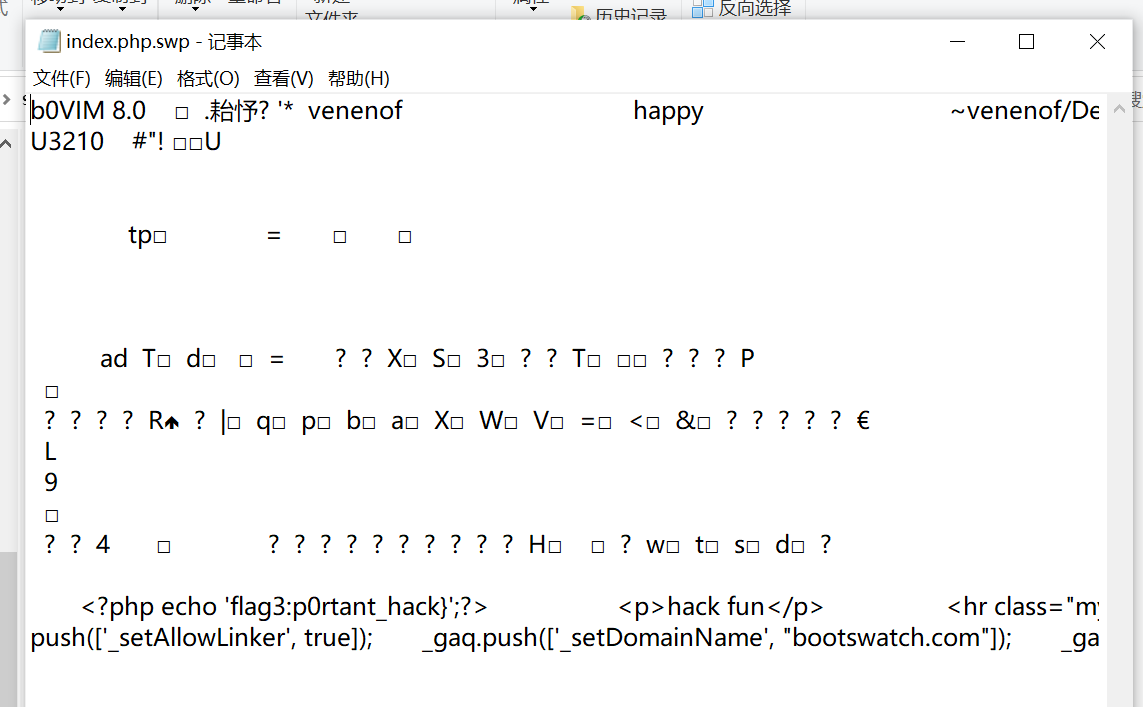 移动到 复制到 删除 重命名 新建 属性
文件夹 历史记录 反向选择
index.php.swp - 记事本
文件(F) 编辑(E) 格式(O) 查看(V) 帮助(H)
b0VIM 8.0 □ .紿悙? '* venenof happy ~venenof/De
U3210 #"! □□U
tp□ = □ □
ad T□ d□ □ = ? ? X□ S□ 3□ ? ? T□ □□ ? ? ? P
□
? ? ? ? R🡹 ? |□ q□ p□ b□ a□ X□ W□ V□ =□ <□ &□ ? ? ? ? ? €
L
9
□
? ? 4 □ ? ? ? ? ? ? ? ? ? ? H□ □ ? w□ t□ s□ d□ ?
<?php echo 'flag3:p0rtant_hack}';?> <p>hack fun</p> <hr class="my
push(['_setAllowLinker', true]); _gaq.push(['_setDomainName', "bootswatch.com"]); _ga